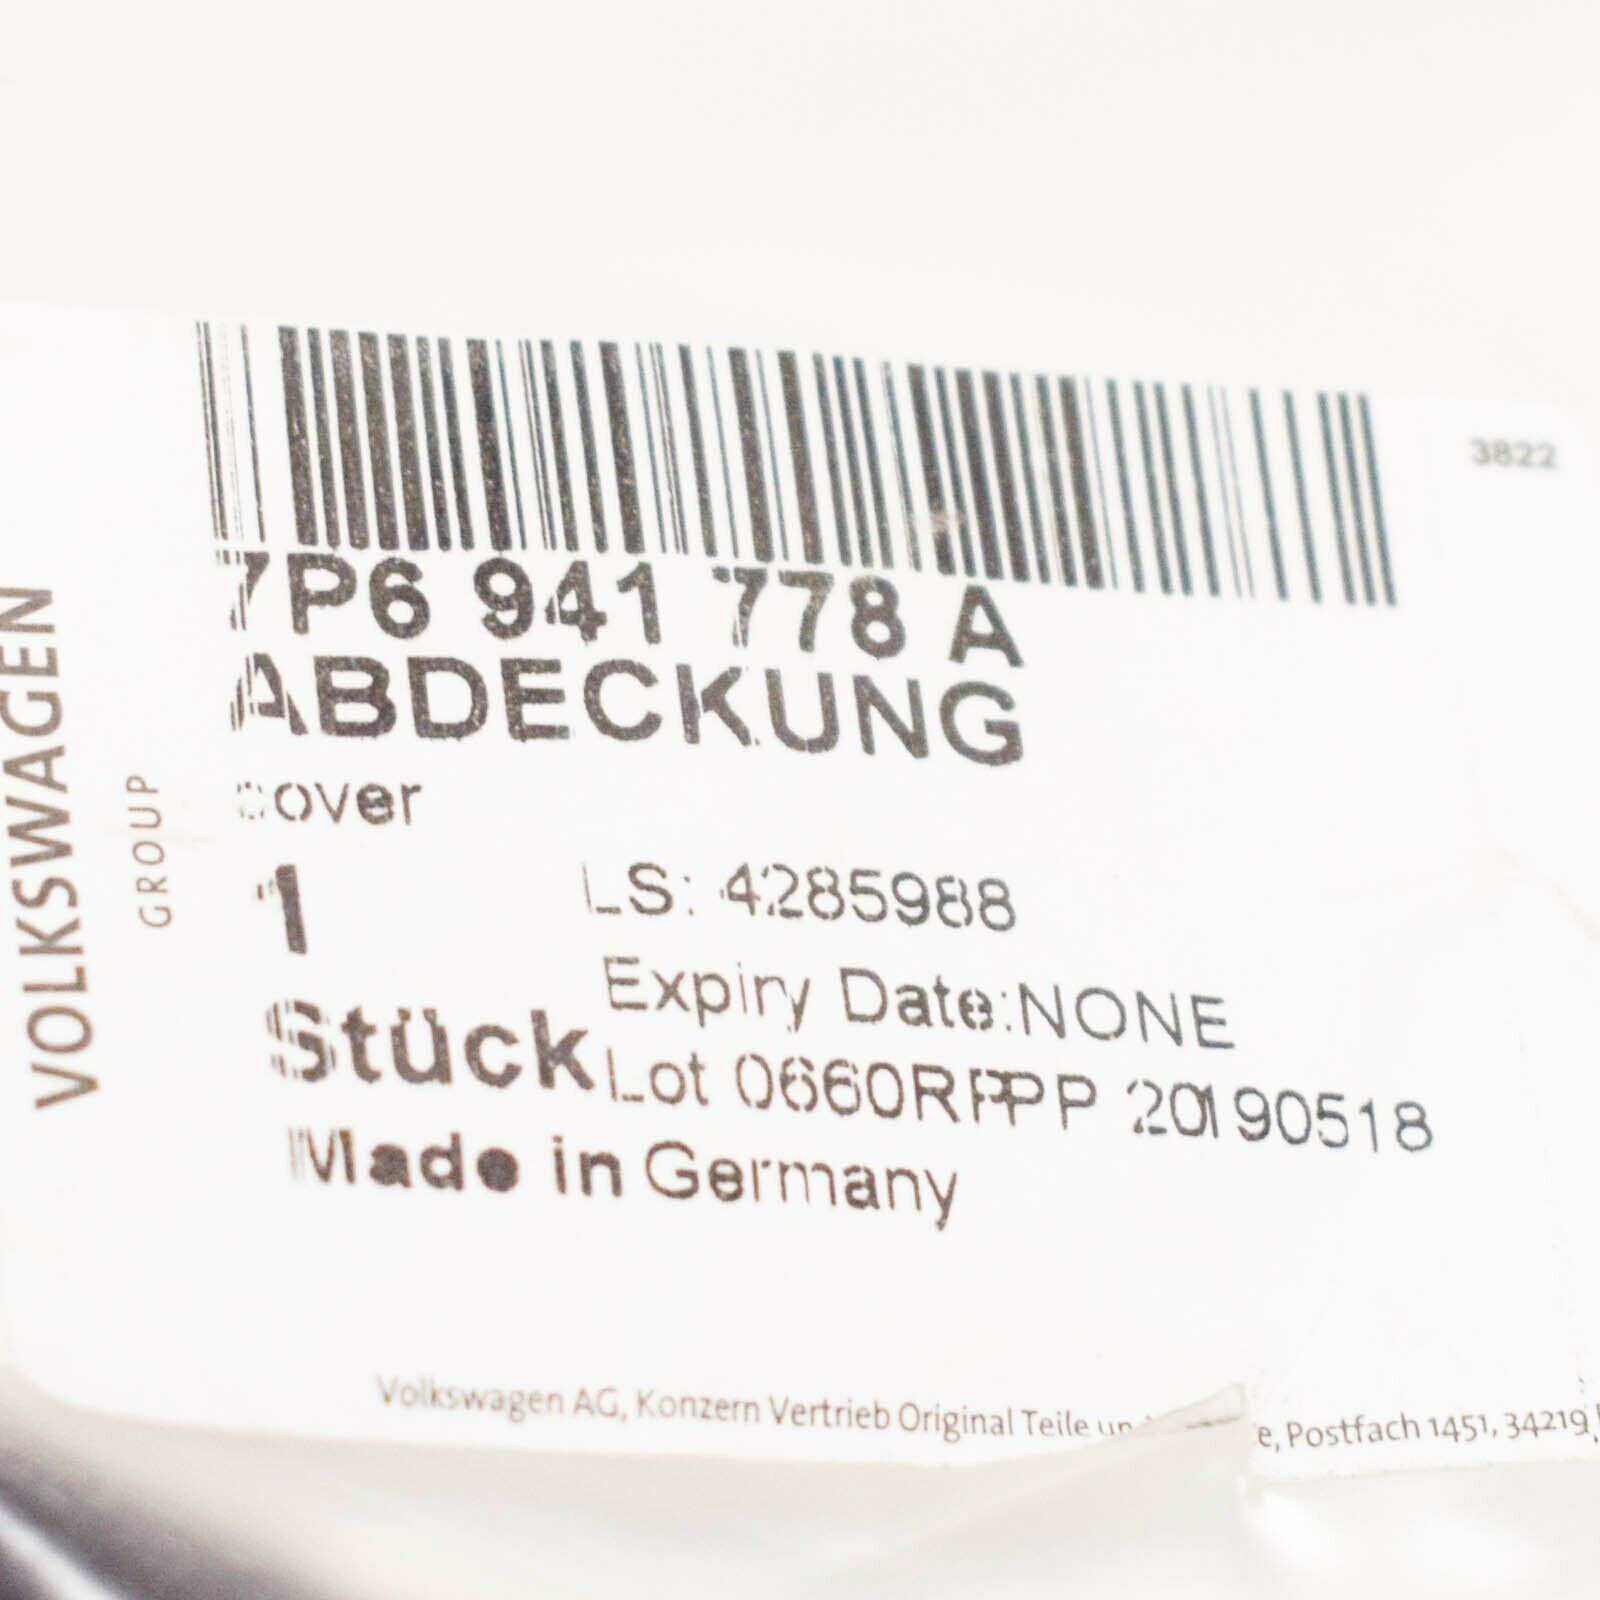 3822
7P6 941 778 A
ABDECKUNG
cover
1
LS: 4285988
Expiry Date:NONE
Stück
Lot 0660RPPP 20190518
Made in Germany
VOLKSWAGEN
GROUP
Volkswagen AG, Konzern Vertrieb Original Teile Postfach 1451, 34219